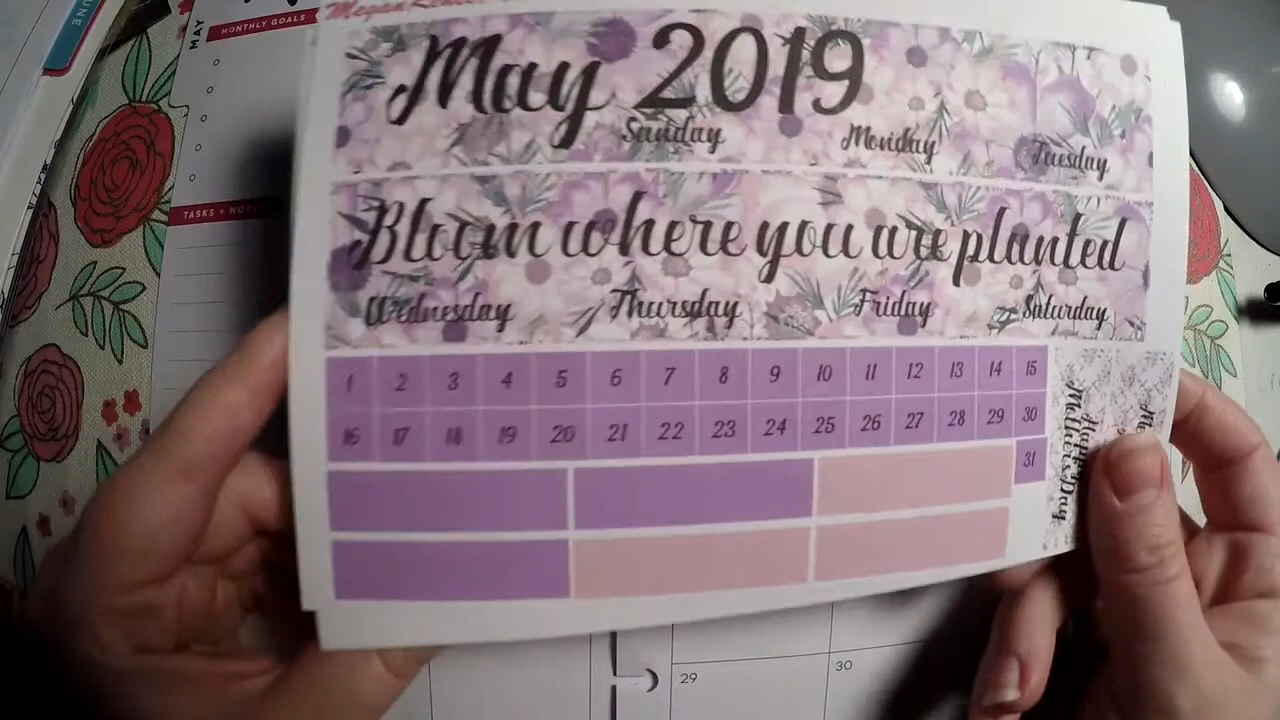 JUNE
MAY
MONTHLY GOALS
May 2019
Sunday Monday Tuesday
Bloom where you are planted
Wednesday Thursday Friday Saturday
1 2 3 4 5 6 7 8 9 10 11 12 13 14 15
16 17 18 19 20 21 22 23 24 25 26 27 28 29 30
31
Happy
Mother's Day
TASKS +
29 30